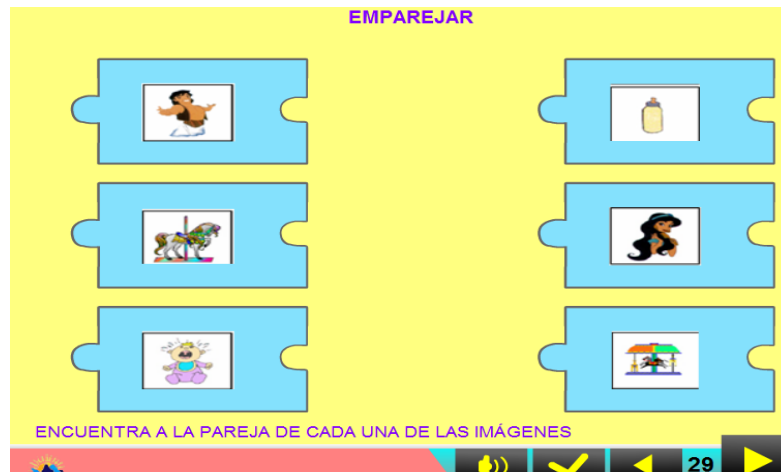 EMPAREJAR
ENCUENTRA A LA PAREJA DE CADA UNA DE LAS IMÁGENES
29